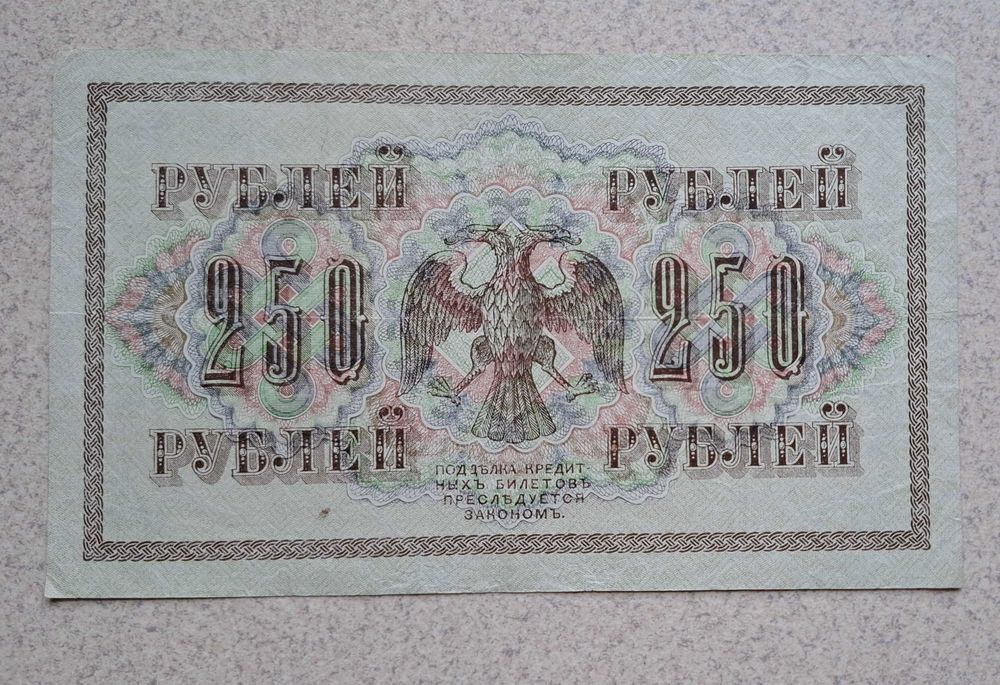 РУБЛЕЙ РУБЛЕЙ
250 250
РУБЛЕЙ РУБЛЕЙ
ПОДДѢЛКА КРЕДИТ-
НЫХЪ БИЛЕТОВЪ
ПРЕСЛѢДУЕТСЯ
ЗАКОНОМЪ.